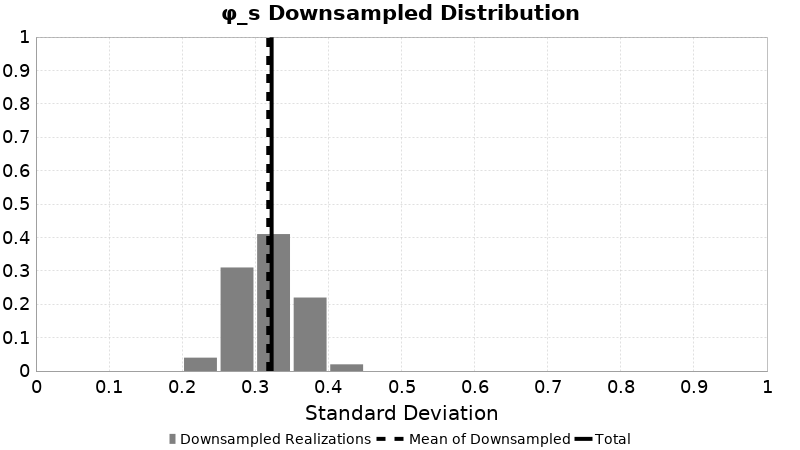 φ_s Downsampled Distribution
1
0.9
0.8
0.7
0.6
0.5
0.4
0.3
0.2
0.1
0
0 0.1 0.2 0.3 0.4 0.5 0.6 0.7 0.8 0.9 1
Standard Deviation
Downsampled Realizations Mean of Downsampled Total